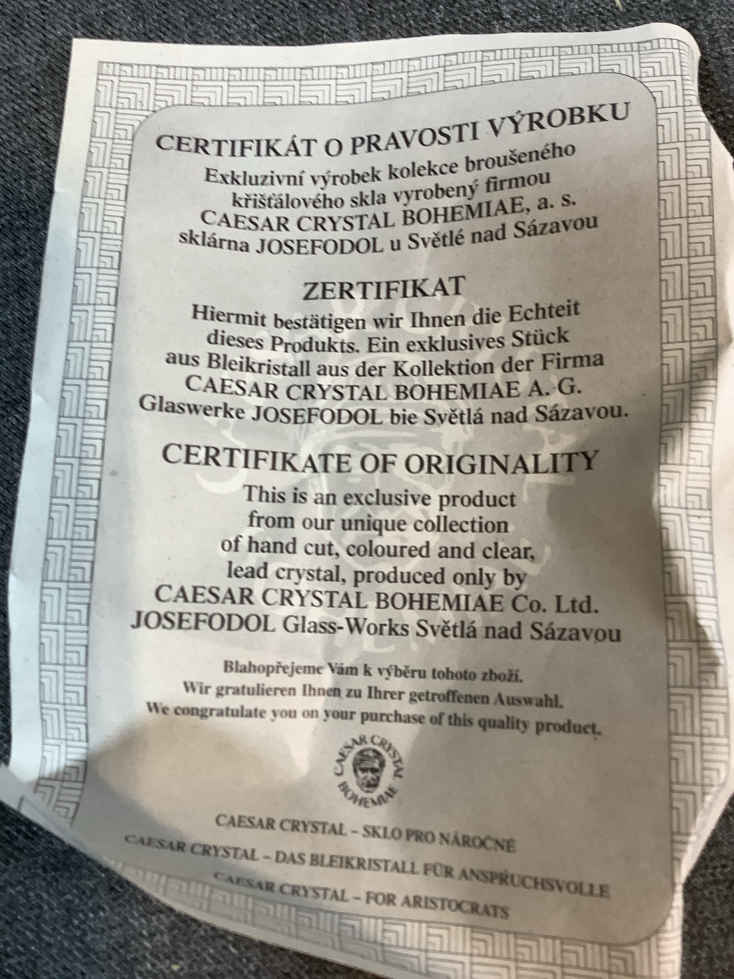 CERTIFIKÁT O PRAVOSTI VÝROBKU
Exkluzivní výrobek kolekce broušeného
křišťálového skla vyrobený firmou
CAESAR CRYSTAL BOHEMIAE, a. s.
sklárna JOSEFODOL u Světlé nad Sázavou
ZERTIFIKAT
Hiermit bestätigen wir Ihnen die Echteit
dieses Produkts. Ein exklusives Stück
aus Bleikristall aus der Kollektion der Firma
CAESAR CRYSTAL BOHEMIAE A. G.
Glaswerke JOSEFODOL bie Světlá nad Sázavou.
CERTIFIKATE OF ORIGINALITY
This is an exclusive product
from our unique collection
of hand cut, coloured and clear,
lead crystal, produced only by
CAESAR CRYSTAL BOHEMIAE Co. Ltd.
JOSEFODOL Glass-Works Světlá nad Sázavou
Blahopřejeme Vám k výběru tohoto zboží.
Wir gratulieren Ihnen zu Ihrer getroffenen Auswahl.
We congratulate you on your purchase of this quality product.
CAESAR CRYSTAL
BOHEMIAE
CAESAR CRYSTAL – SKLO PRO NÁROČNÉ
CAESAR CRYSTAL – DAS BLEIKRISTALL FÜR ANSPRUCHSVOLLE
CAESAR CRYSTAL – FOR ARISTOCRATS